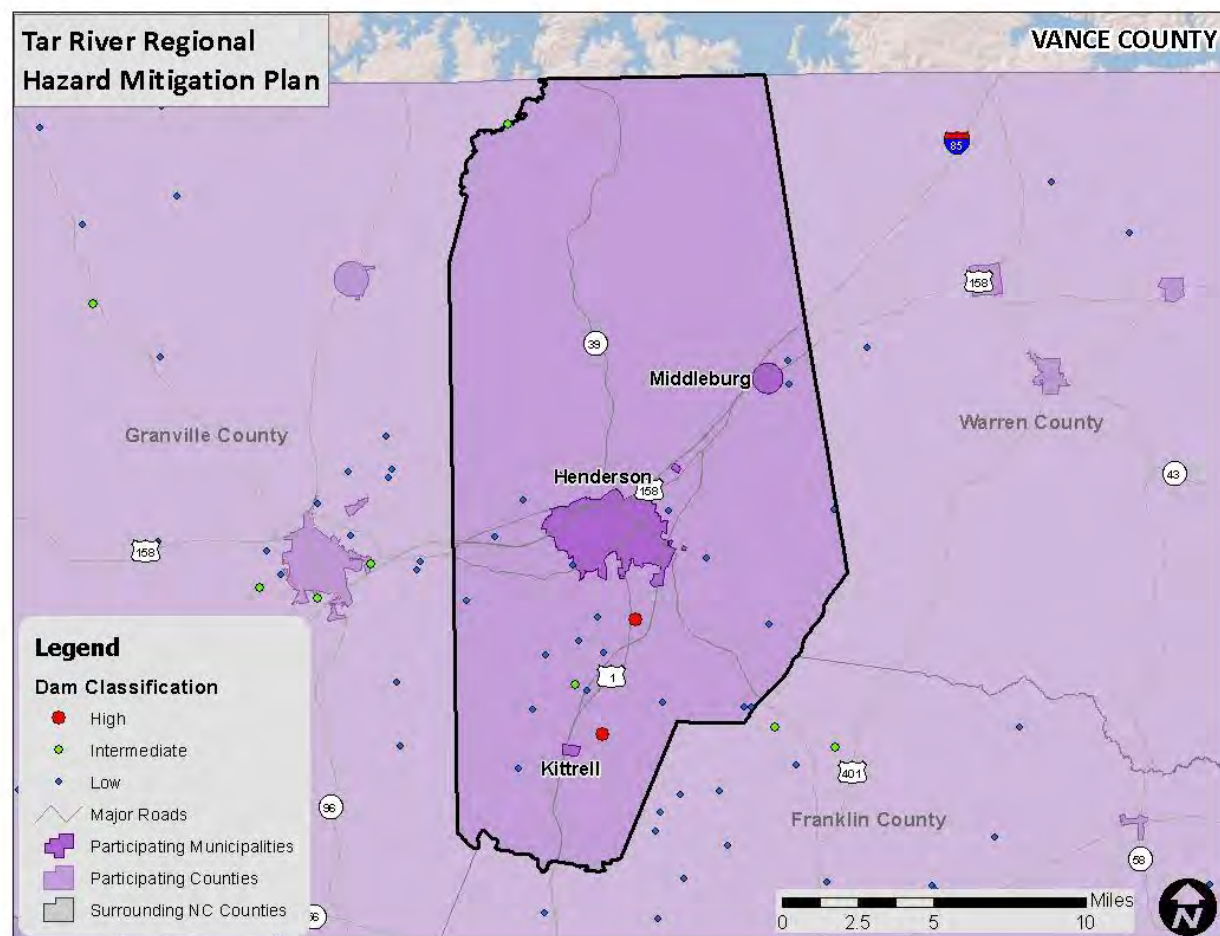 Tar River Regional
Hazard Mitigation Plan
VANCE COUNTY
85
158
39
Middleburg
Granville County
Warren County
43
Henderson
158
158
1
Kittrell
401
Franklin County
96
58
Legend
Dam Classification
High
Intermediate
Low
Major Roads
Participating Municipalities
Participating Counties
Surrounding NC Counties
Miles
0 2.5 5 10
N